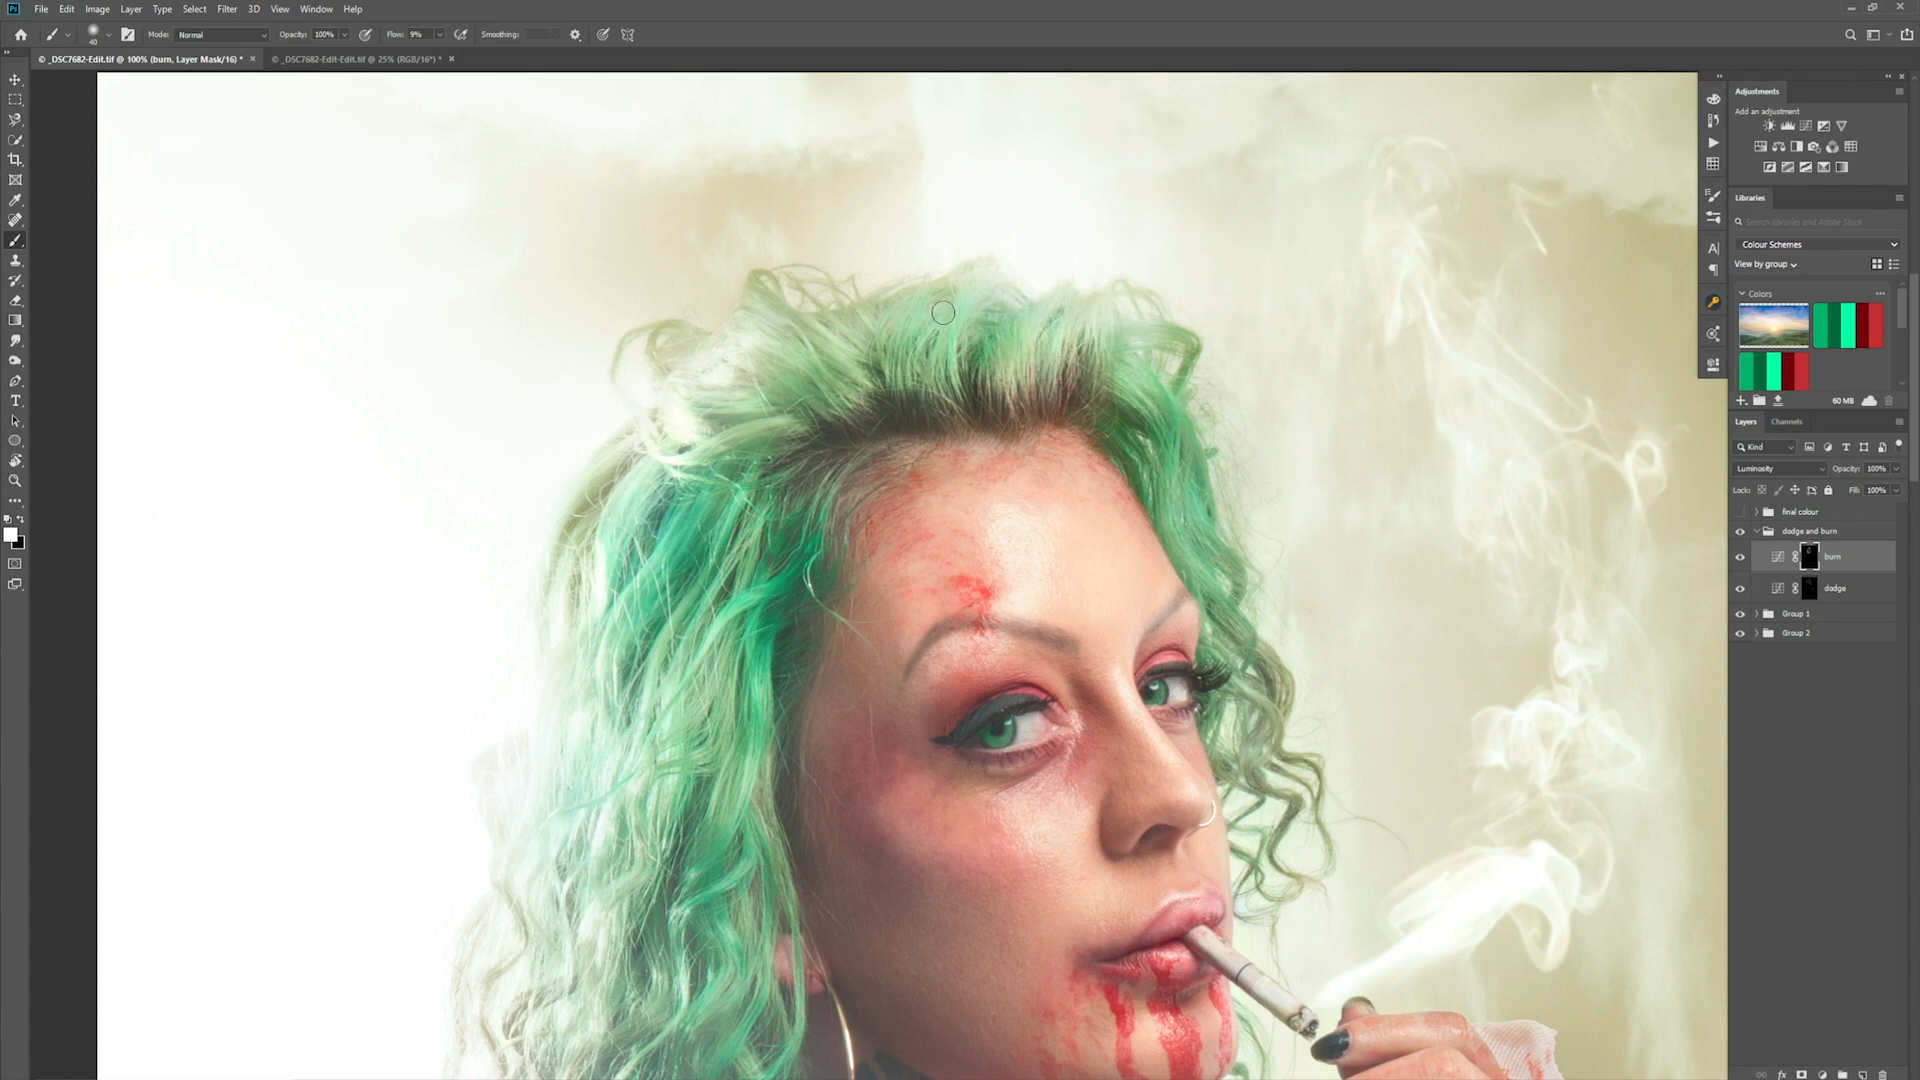 Ps File Edit Image Layer Type Select Filter 3D View Window Help
40 Mode: Normal Opacity: 100% Flow: 9% Smoothing:
© _DSC7682-Edit.tif @ 100% (burn, Layer Mask/16) * × © _DSC7682-Edit-Edit.tif @ 25% (RGB/16*) * ×
Adjustments
Add an adjustment
Libraries
Search libraries and Adobe Stock
Colour Schemes
View by group
Colors
60 MB
Layers Channels
Kind
Luminosity Opacity: 100%
Lock: Fill: 100%
final colour
dodge and burn
burn
dodge
Group 1
Group 2